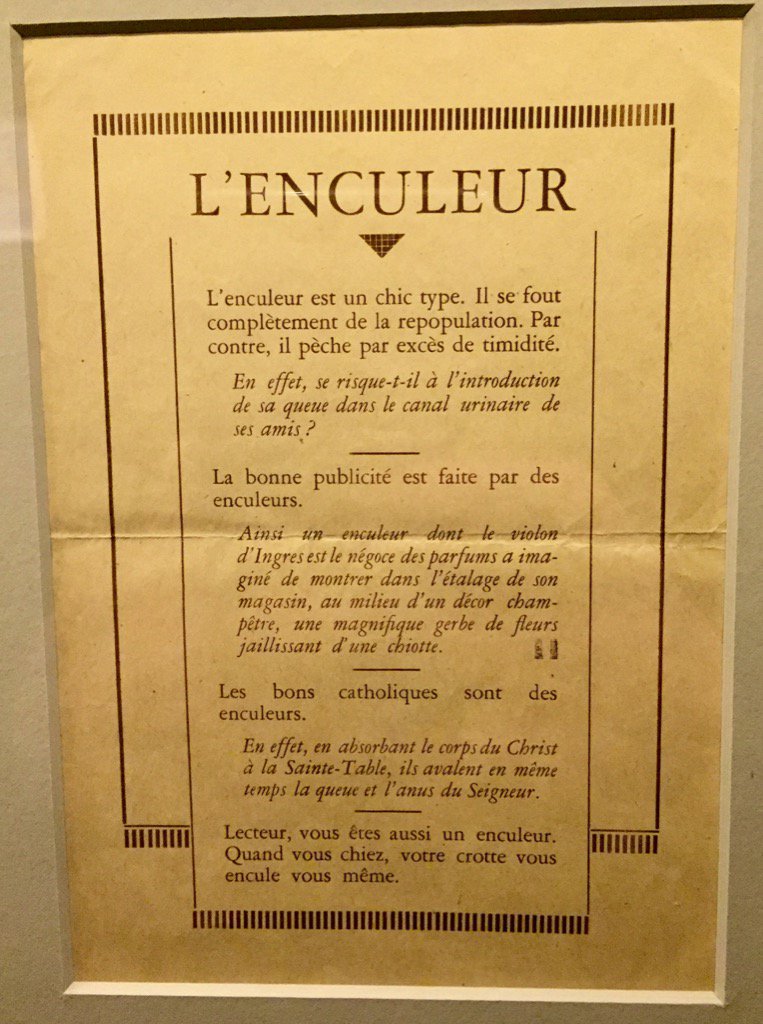 L'ENCULEUR
L'enculeur est un chic type. Il se fout
complètement de la repopulation. Par
contre, il pèche par excès de timidité.
En effet, se risque-t-il à l'introduction
de sa queue dans le canal urinaire de
ses amis ?
La bonne publicité est faite par des
enculeurs.
Ainsi un enculeur dont le violon
d'Ingres est le négoce des parfums a ima-
giné de montrer dans l'étalage de son
magasin, au milieu d'un décor cham-
pêtre, une magnifique gerbe de fleurs
jaillissant d'une chiotte.
Les bons catholiques sont des
enculeurs.
En effet, en absorbant le corps du Christ
à la Sainte-Table, ils avalent en même
temps la queue et l'anus du Seigneur.
Lecteur, vous êtes aussi un enculeur.
Quand vous chiez, votre crotte vous
encule vous même.